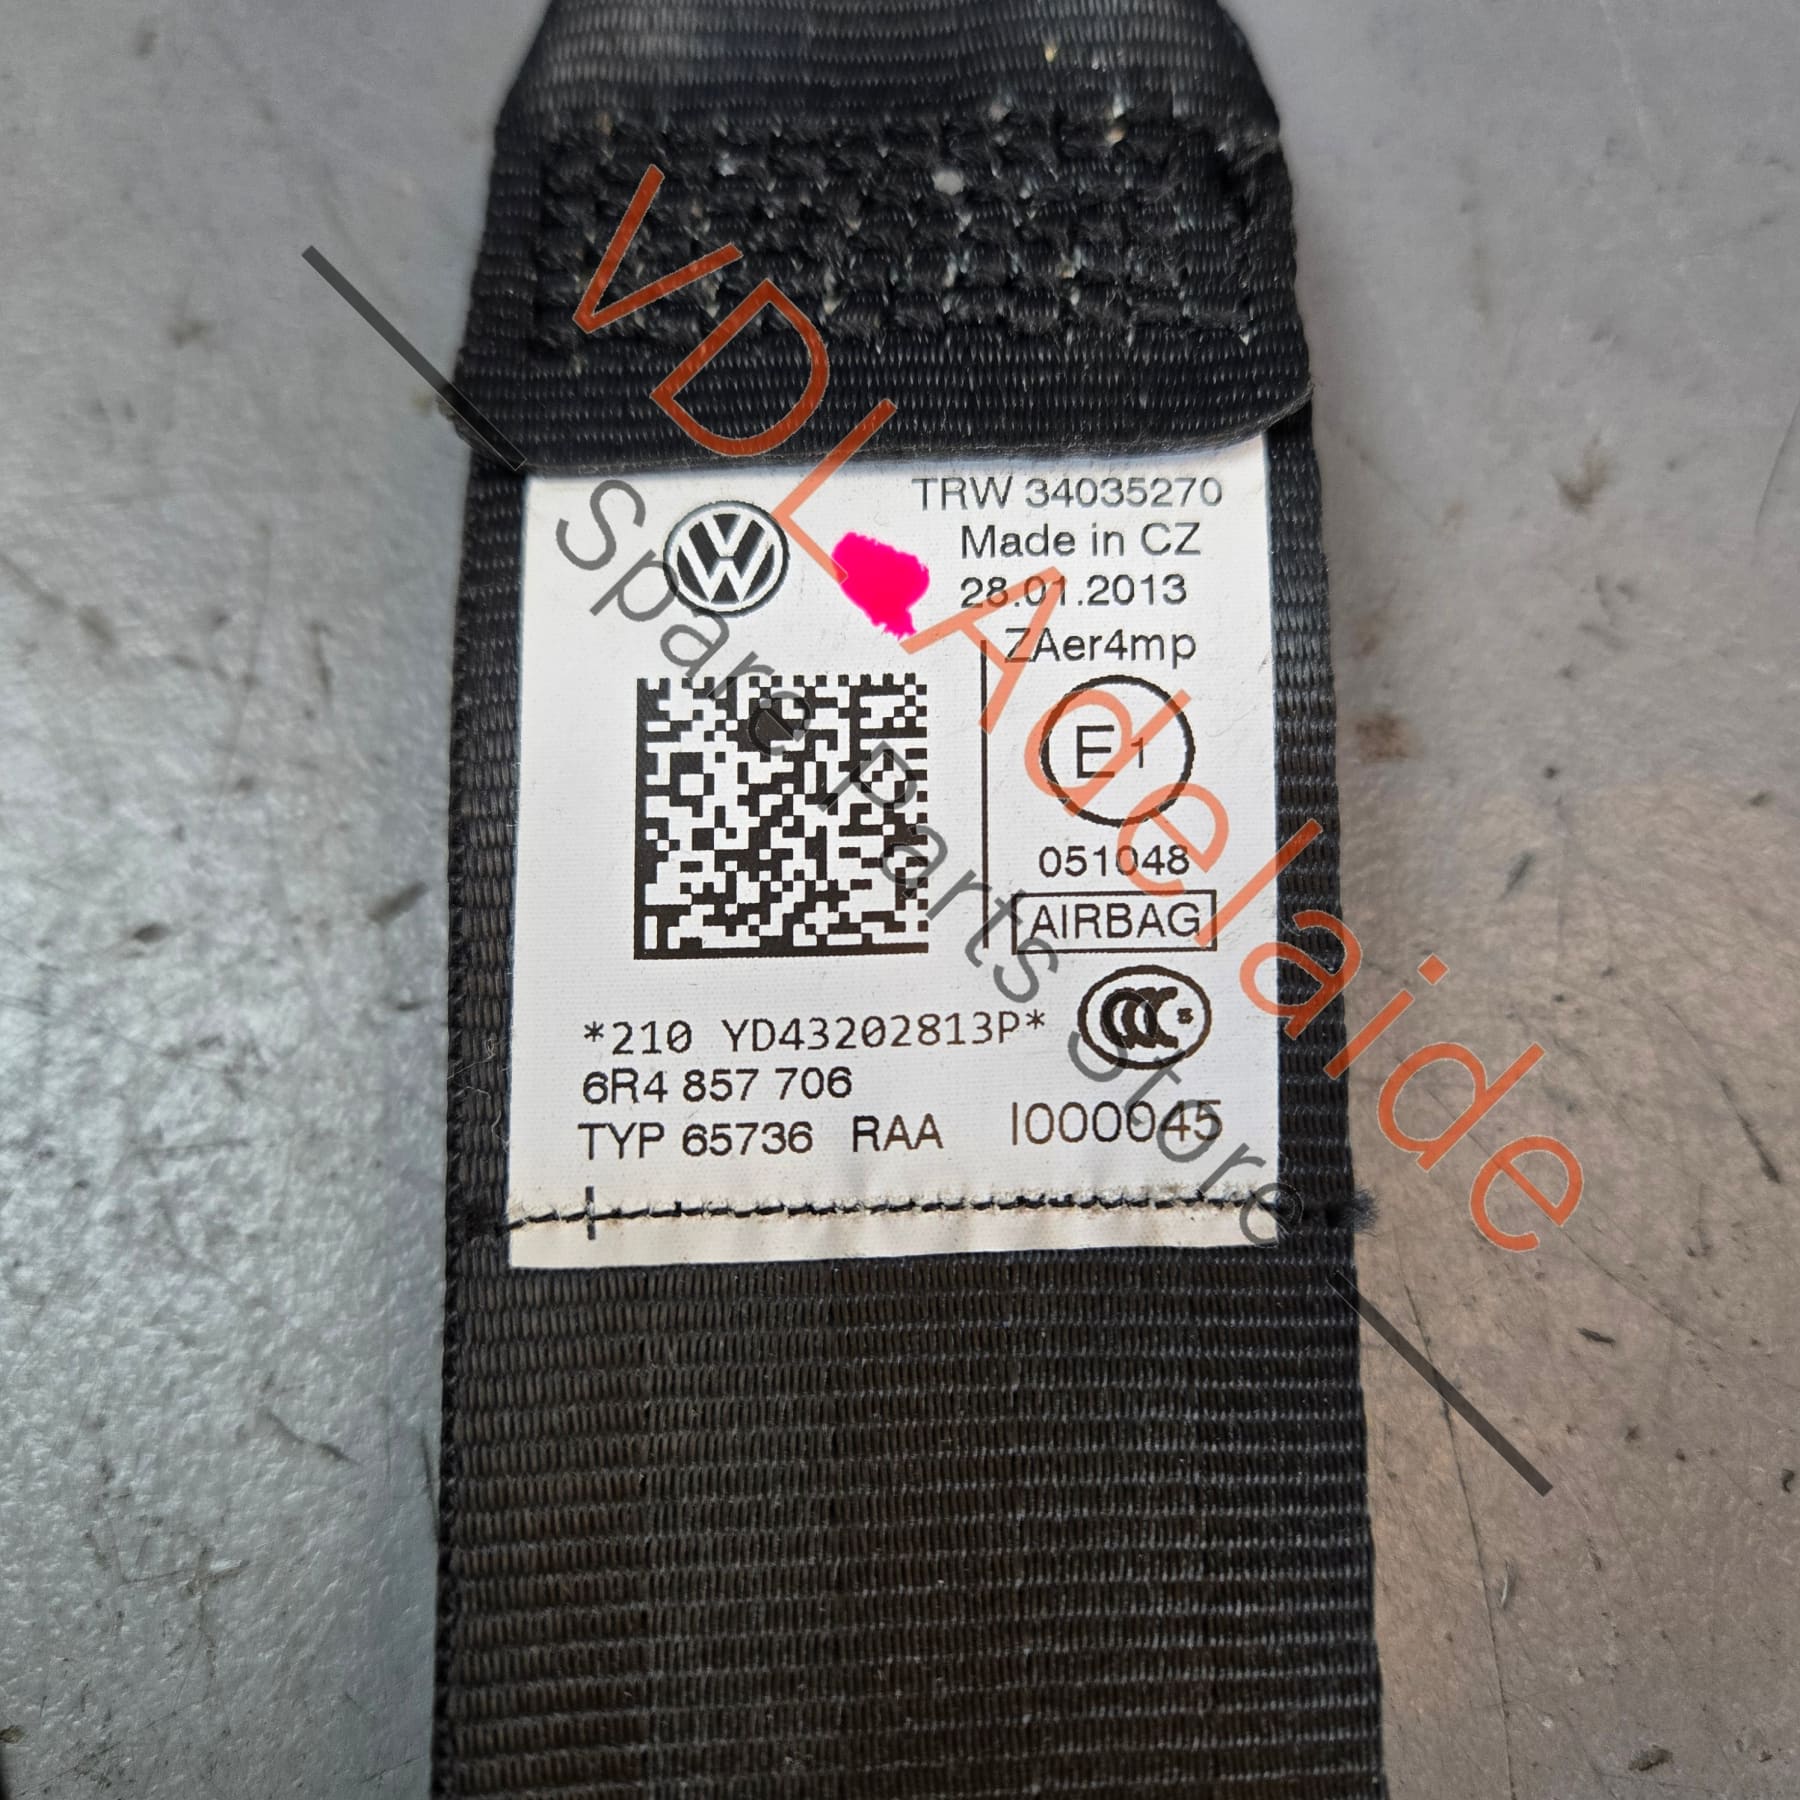 TRW 34035270
Made in CZ
28.01.2013
ZAer4mp
E1
051048
AIRBAG
*210 YD43202813P*
6R4 857 706
TYP 65736 RAA I000045
VDL Adelaide
Spare Parts Store